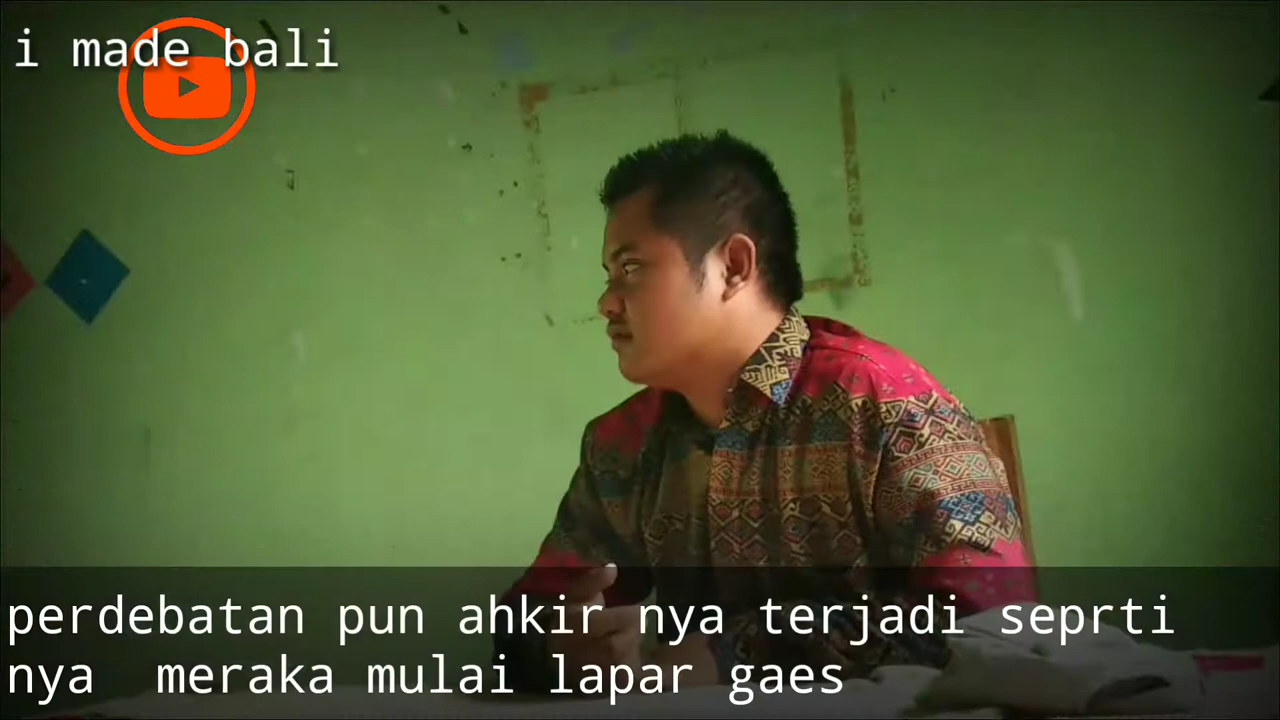 i made bali
perdebatan pun ahkir nya terjadi seprti
nya meraka mulai lapar gaes